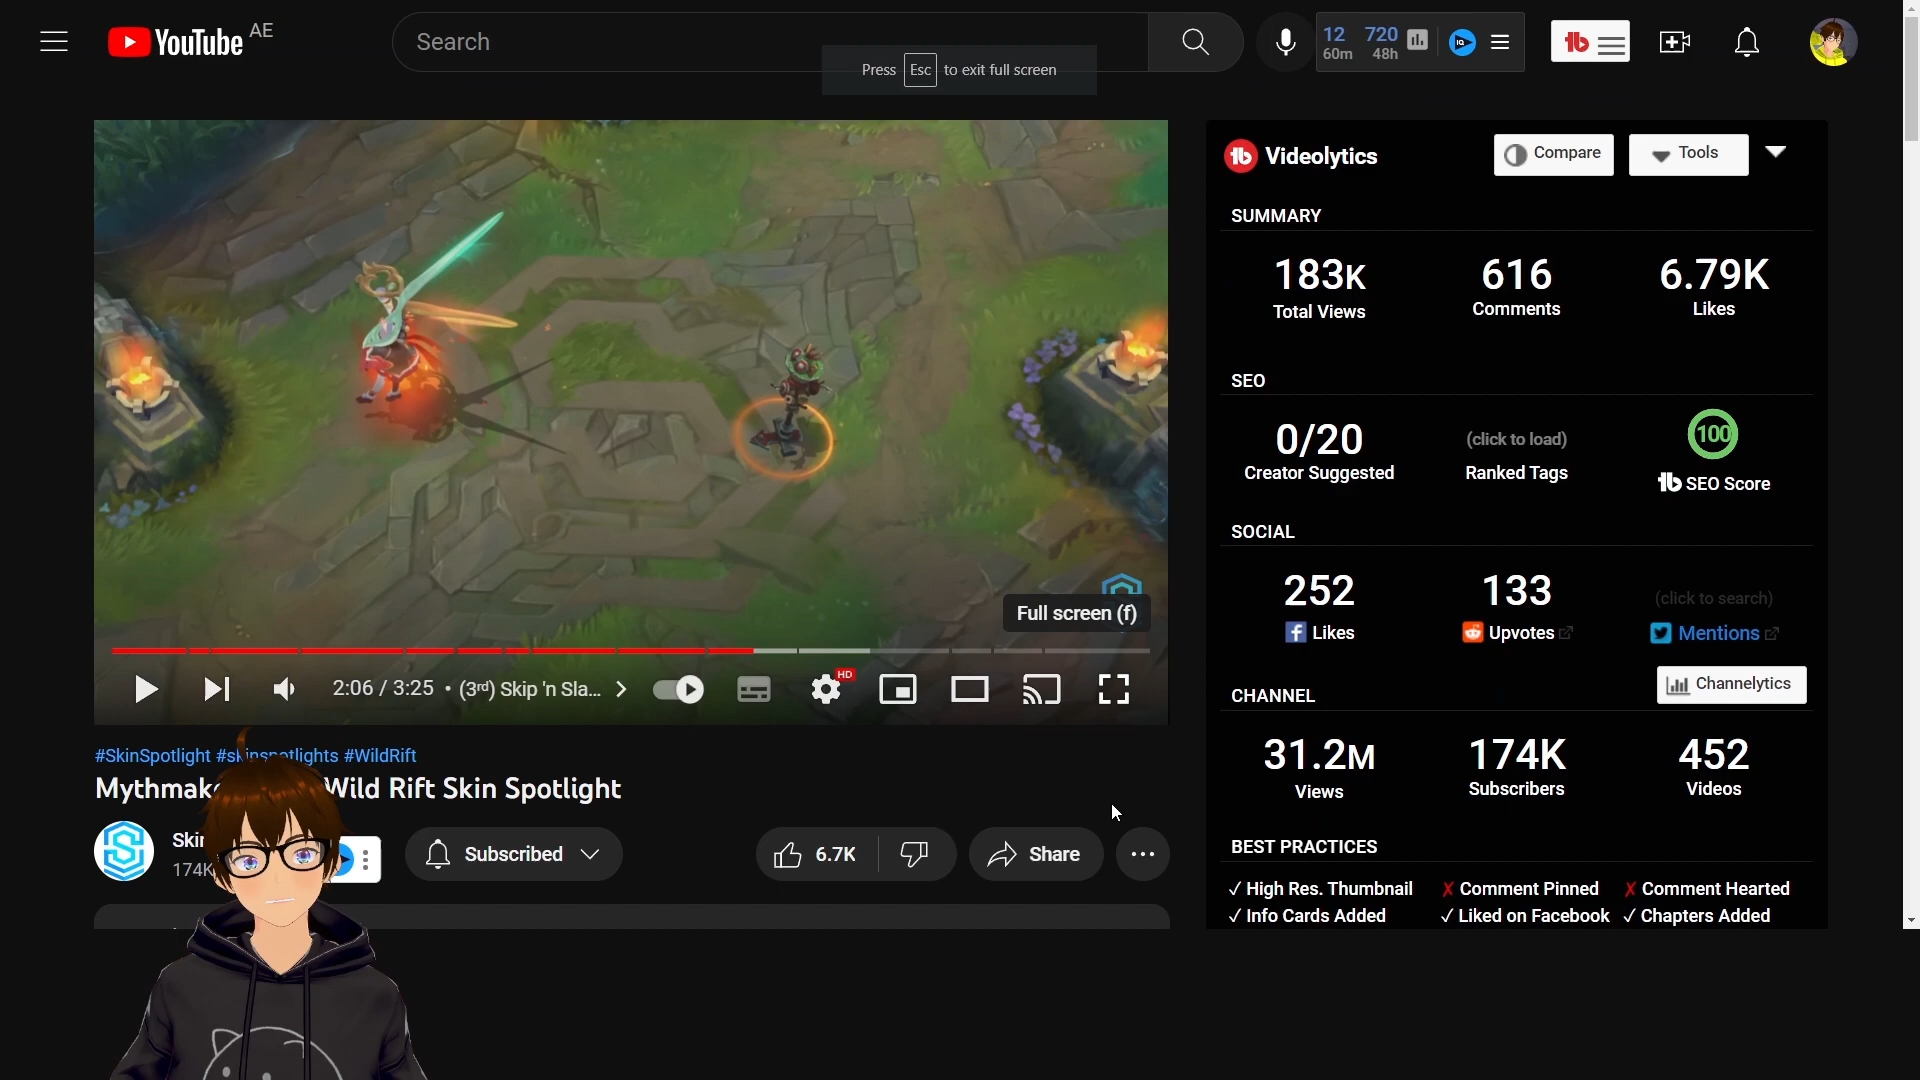 YouTube AE
Search
12 720
60m 48h
IQ
Press Esc to exit full screen
Videolytics
Compare
Tools
SUMMARY
183K 616 6.79K
Total Views Comments Likes
SEO
0/20 (click to load) 100
Creator Suggested Ranked Tags SEO Score
SOCIAL
252 133 (click to search)
Likes Upvotes Mentions
CHANNEL
Channelytics
31.2M 174K 452
Views Subscribers Videos
BEST PRACTICES
✓ High Res. Thumbnail ✗ Comment Pinned ✗ Comment Hearted
✓ Info Cards Added ✓ Liked on Facebook ✓ Chapters Added
Full screen (f)
2:06 / 3:25 • (3rd) Skip 'n Sla...
HD
#SkinSpotlight #skinspotlights #WildRift
Wild Rift Skin Spotlight
174K
Subscribed
6.7K
Share